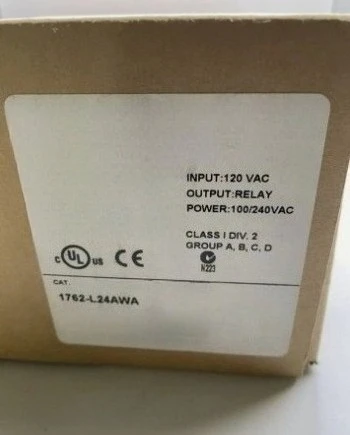 INPUT:120 VAC
OUTPUT:RELAY
POWER:100/240VAC
CLASS I DIV. 2
GROUP A, B, C, D
C UL US CE
N223
CAT.
1762-L24AWA